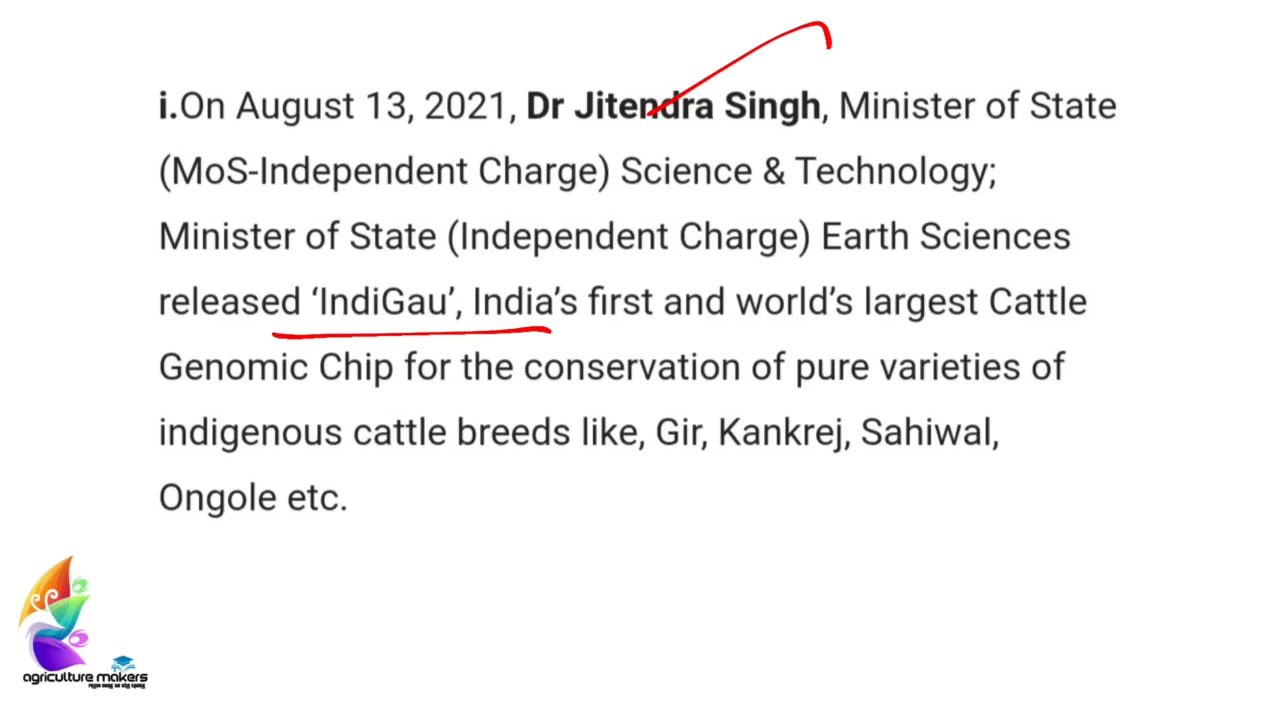 i.On August 13, 2021, Dr Jitendra Singh, Minister of State
(MoS-Independent Charge) Science & Technology;
Minister of State (Independent Charge) Earth Sciences
released ‘IndiGau’, India’s first and world’s largest Cattle
Genomic Chip for the conservation of pure varieties of
indigenous cattle breeds like, Gir, Kankrej, Sahiwal,
Ongole etc.
agriculture makers